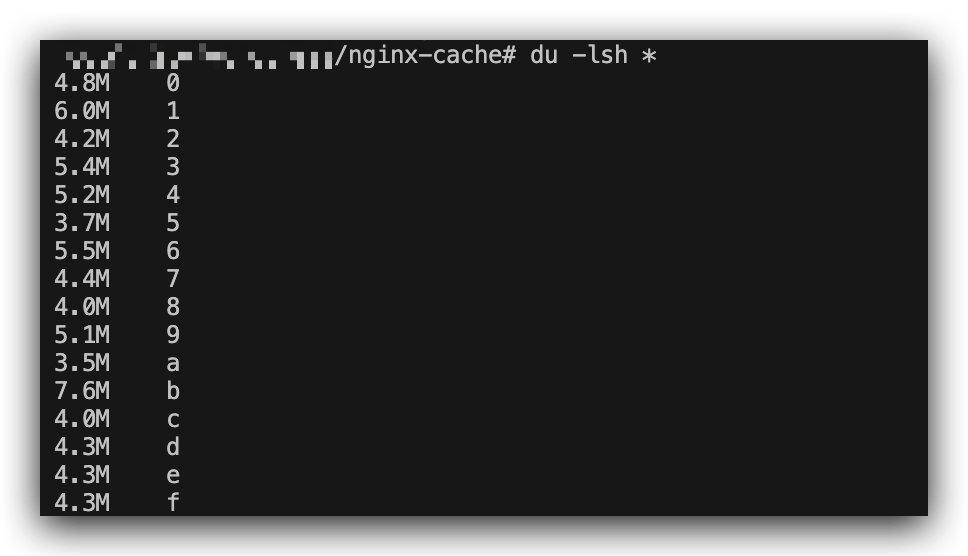 /nginx-cache# du -lsh *
4.8M 0
6.0M 1
4.2M 2
5.4M 3
5.2M 4
3.7M 5
5.5M 6
4.4M 7
4.0M 8
5.1M 9
3.5M a
7.6M b
4.0M c
4.3M d
4.3M e
4.3M f